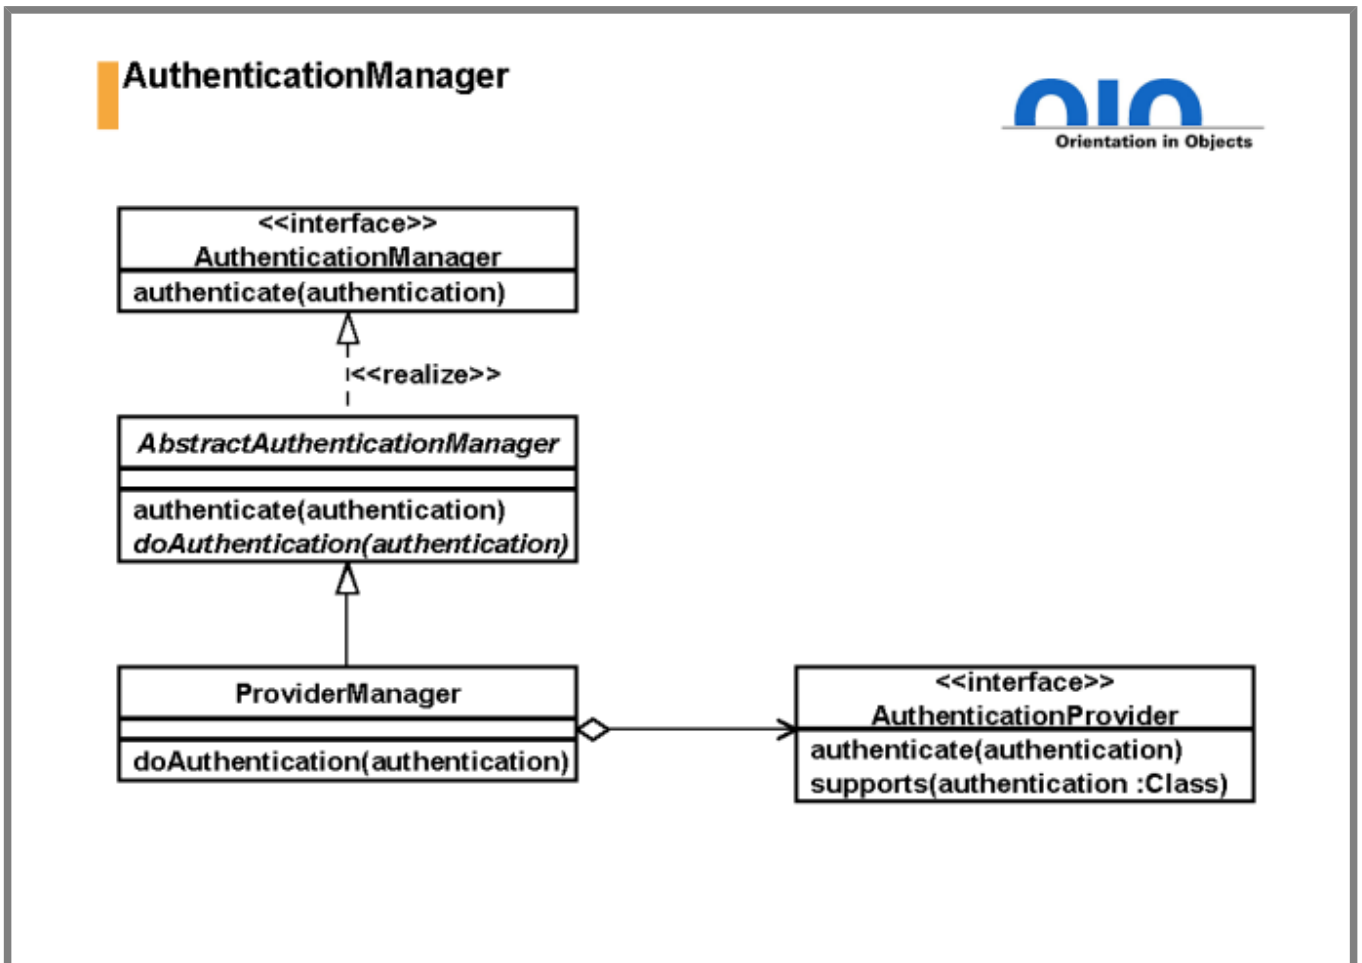 AuthenticationManager
OIO
Orientation in Objects
<<interface>>
AuthenticationManager
authenticate(authentication)
<<realize>>
AbstractAuthenticationManager
authenticate(authentication)
doAuthentication(authentication)
ProviderManager
doAuthentication(authentication)
<<interface>>
AuthenticationProvider
authenticate(authentication)
supports(authentication :Class)